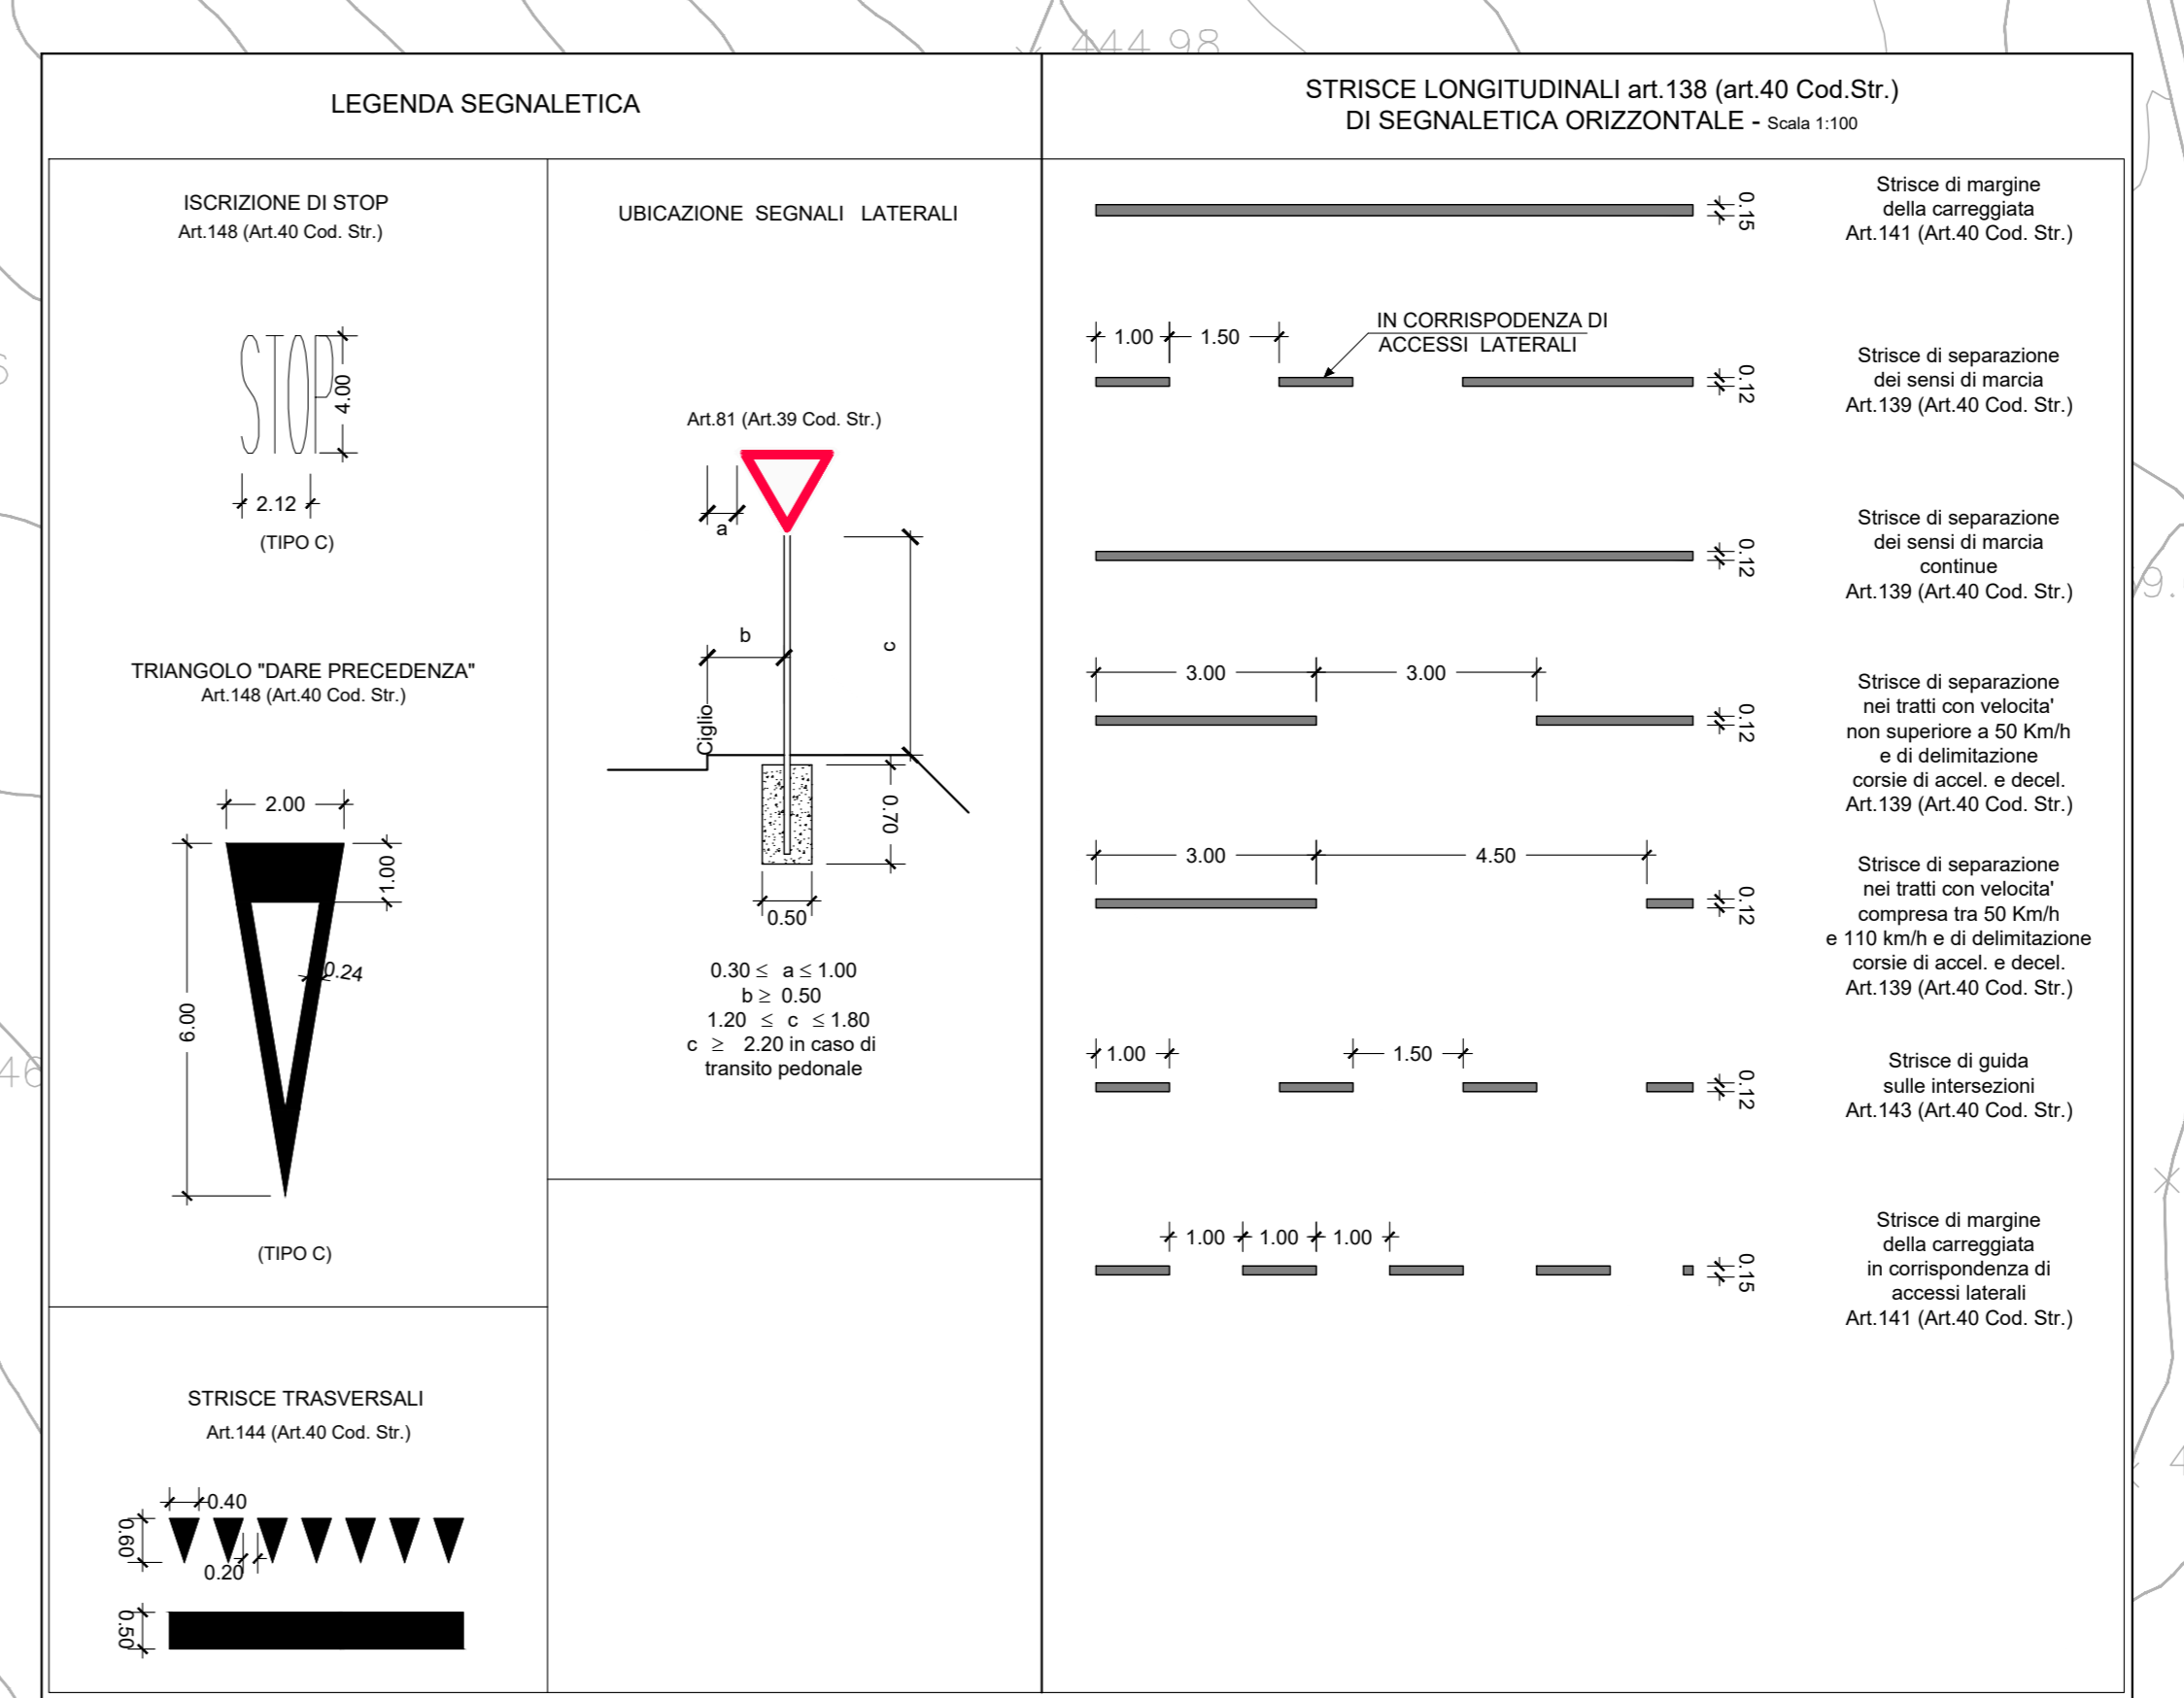 444.98
LEGENDA SEGNALETICA
STRISCE LONGITUDINALI art.138 (art.40 Cod.Str.)
DI SEGNALETICA ORIZZONTALE - Scala 1:100
ISCRIZIONE DI STOP
Art.148 (Art.40 Cod. Str.)
STOP
4.00
2.12
(TIPO C)
TRIANGOLO "DARE PRECEDENZA"
Art.148 (Art.40 Cod. Str.)
2.00
1.00
0.24
6.00
(TIPO C)
STRISCE TRASVERSALI
Art.144 (Art.40 Cod. Str.)
0.40
0.60
0.20
0.50
UBICAZIONE SEGNALI LATERALI
Art.81 (Art.39 Cod. Str.)
a
b
c
Ciglio
0.70
0.50
0.30 ≤ a ≤ 1.00
b ≥ 0.50
1.20 ≤ c ≤ 1.80
c ≥ 2.20 in caso di
transito pedonale
0.15
Strisce di margine
della carreggiata
Art.141 (Art.40 Cod. Str.)
1.00
1.50
IN CORRISPODENZA DI
ACCESSI LATERALI
0.12
Strisce di separazione
dei sensi di marcia
Art.139 (Art.40 Cod. Str.)
0.12
Strisce di separazione
dei sensi di marcia
continue
Art.139 (Art.40 Cod. Str.)
3.00
3.00
0.12
Strisce di separazione
nei tratti con velocita'
non superiore a 50 Km/h
e di delimitazione
corsie di accel. e decel.
Art.139 (Art.40 Cod. Str.)
3.00
4.50
0.12
Strisce di separazione
nei tratti con velocita'
compresa tra 50 Km/h
e 110 km/h e di delimitazione
corsie di accel. e decel.
Art.139 (Art.40 Cod. Str.)
1.00
1.50
0.12
Strisce di guida
sulle intersezioni
Art.143 (Art.40 Cod. Str.)
1.00
1.00
1.00
0.15
Strisce di margine
della carreggiata
in corrispondenza di
accessi laterali
Art.141 (Art.40 Cod. Str.)